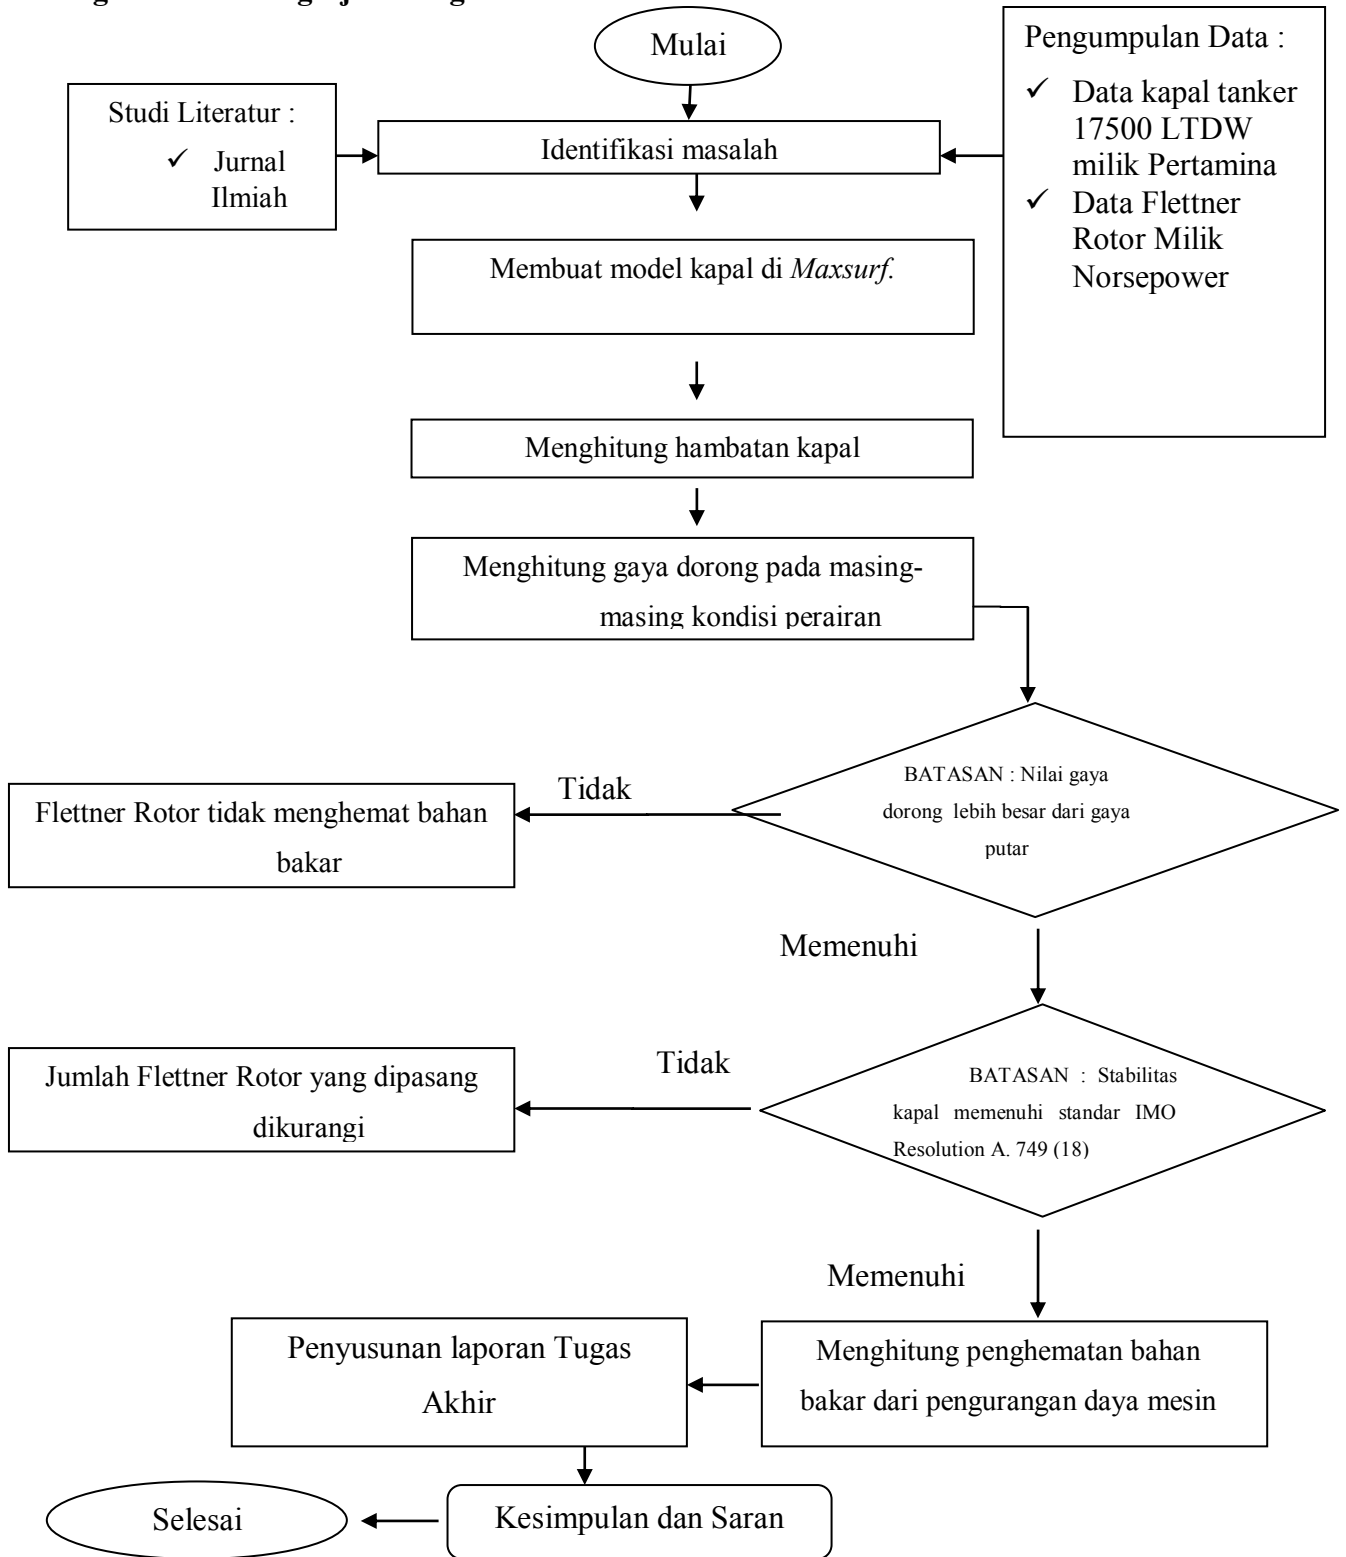 Mulai
Pengumpulan Data :
✓ Data kapal tanker
17500 LTDW
milik Pertamina
✓ Data Flettner
Rotor Milik
Norsepower
Studi Literatur :
✓ Jurnal
Ilmiah
Identifikasi masalah
Membuat model kapal di Maxsurf.
Menghitung hambatan kapal
Menghitung gaya dorong pada masing-
masing kondisi perairan
BATASAN : Nilai gaya
dorong lebih besar dari gaya
putar
Tidak
Flettner Rotor tidak menghemat bahan
bakar
Memenuhi
BATASAN : Stabilitas
kapal memenuhi standar IMO
Resolution A. 749 (18)
Tidak
Jumlah Flettner Rotor yang dipasang
dikurangi
Memenuhi
Menghitung penghematan bahan
bakar dari pengurangan daya mesin
Penyusunan laporan Tugas
Akhir
Kesimpulan dan Saran
Selesai